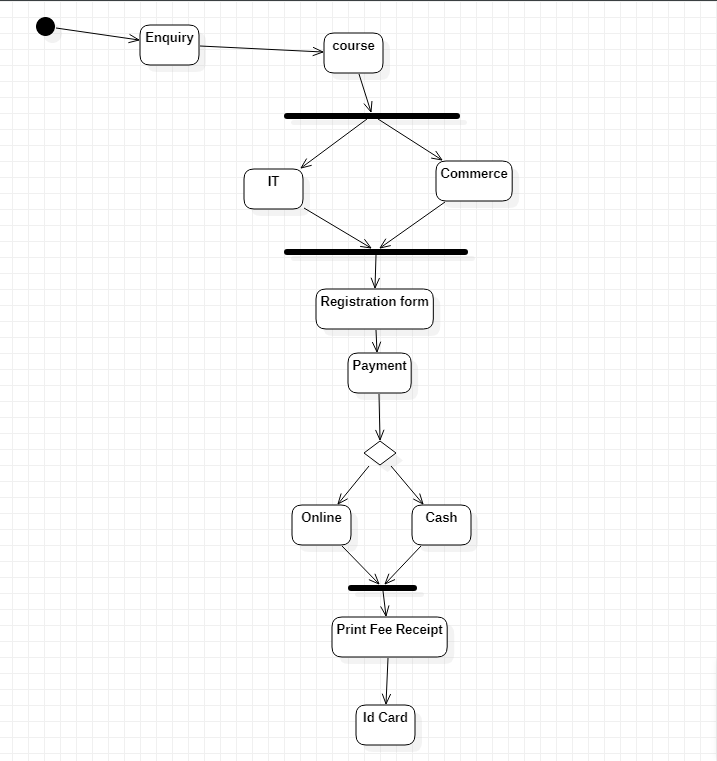 Enquiry
course
IT
Commerce
Registration form
Payment
Online
Cash
Print Fee Receipt
Id Card